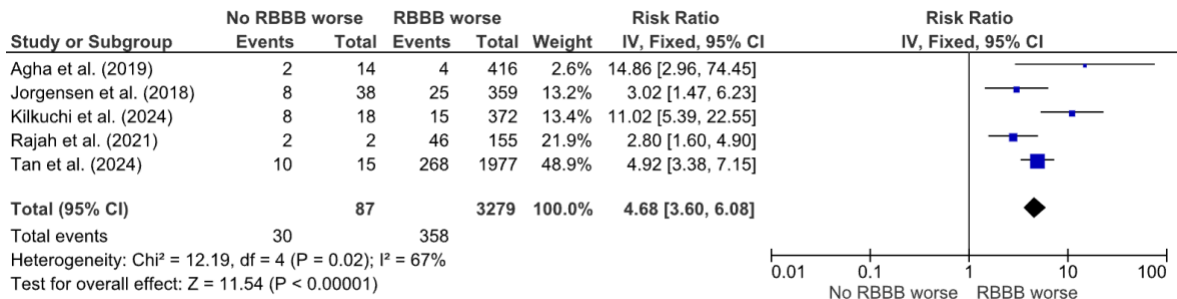 No RBBB worse RBBB worse Risk Ratio Risk Ratio
Study or Subgroup Events Total Events Total Weight IV, Fixed, 95% CI IV, Fixed, 95% CI
Agha et al. (2019) 2 14 4 416 2.6% 14.86 [2.96, 74.45]
Jorgensen et al. (2018) 8 38 25 359 13.2% 3.02 [1.47, 6.23]
Kilkuchi et al. (2024) 8 18 15 372 13.4% 11.02 [5.39, 22.55]
Rajah et al. (2021) 2 2 46 155 21.9% 2.80 [1.60, 4.90]
Tan et al. (2024) 10 15 268 1977 48.9% 4.92 [3.38, 7.15]
Total (95% CI) 87 3279 100.0% 4.68 [3.60, 6.08]
Total events 30 358
Heterogeneity: Chi² = 12.19, df = 4 (P = 0.02); I² = 67%
Test for overall effect: Z = 11.54 (P < 0.00001)
0.01 0.1 1 10 100
No RBBB worse RBBB worse